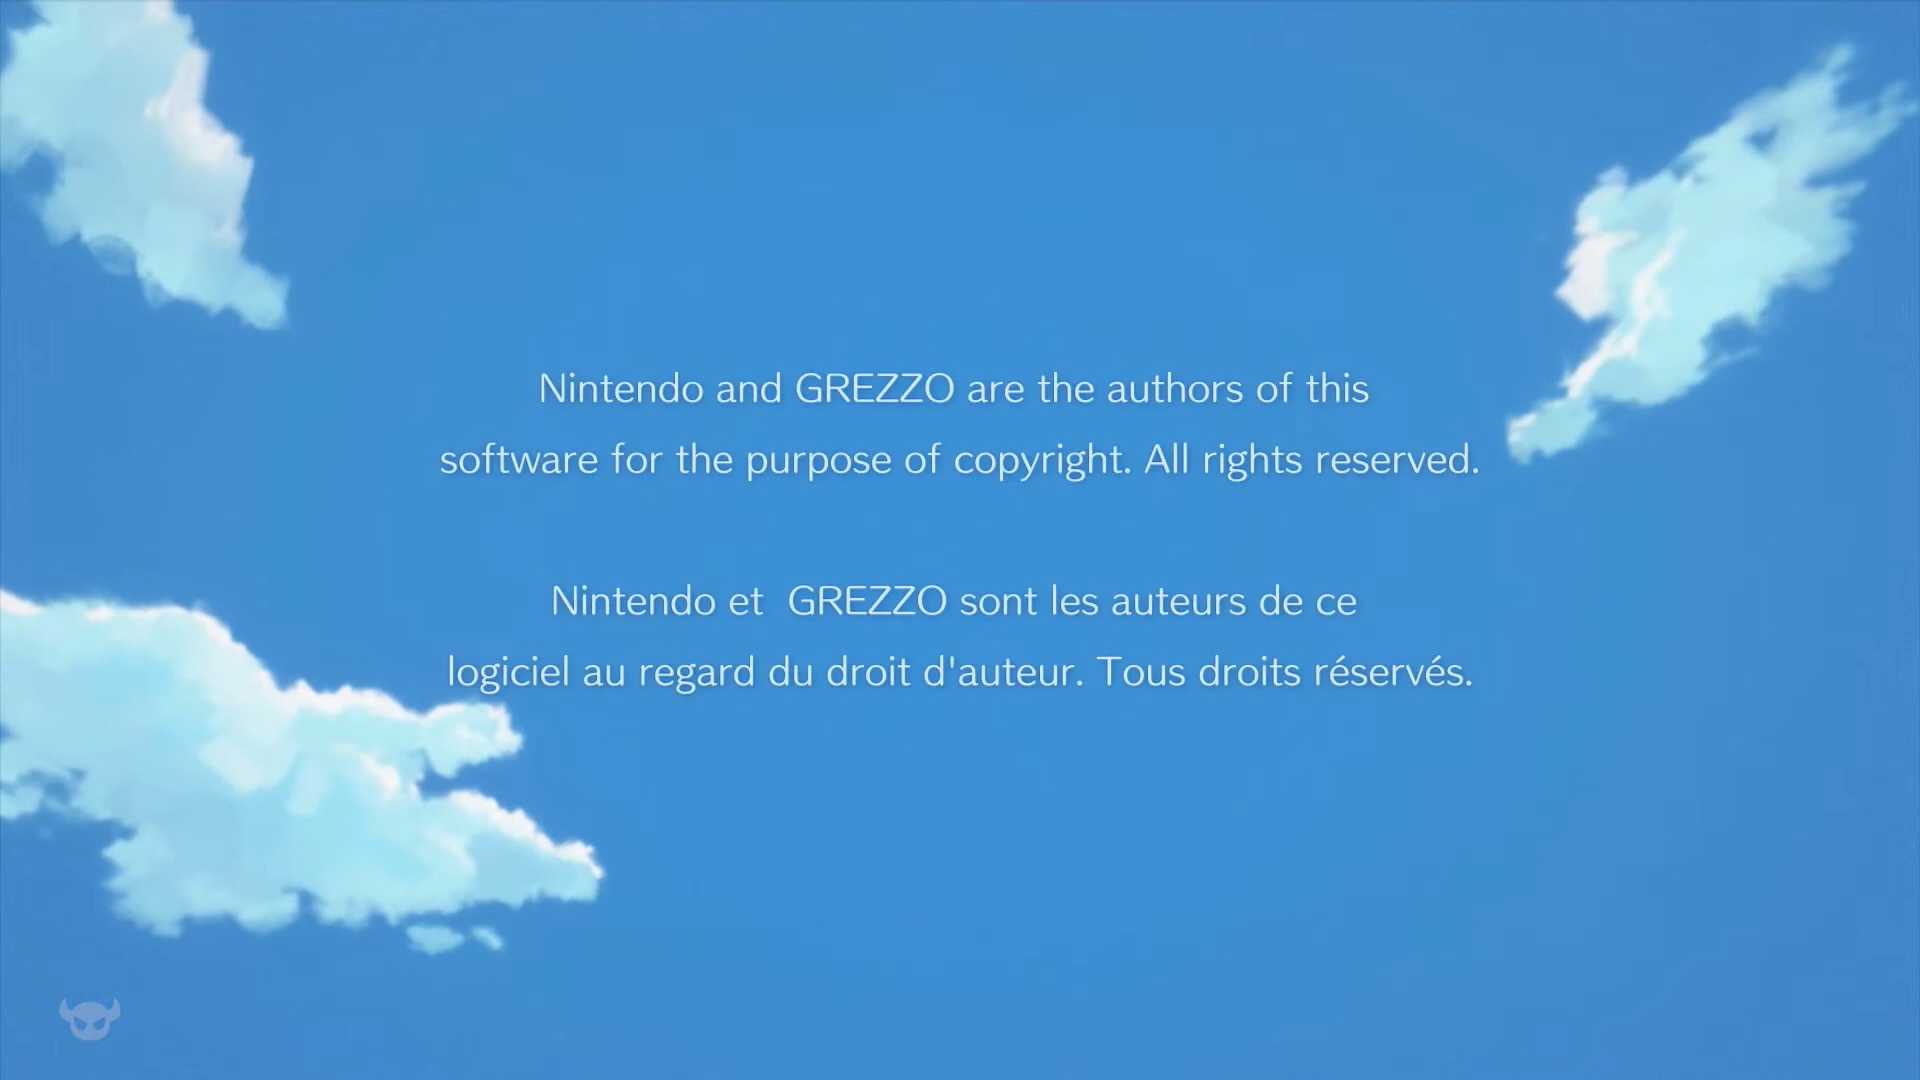 Nintendo and GREZZO are the authors of this
software for the purpose of copyright. All rights reserved.
Nintendo et  GREZZO sont les auteurs de ce
logiciel au regard du droit d'auteur. Tous droits réservés.